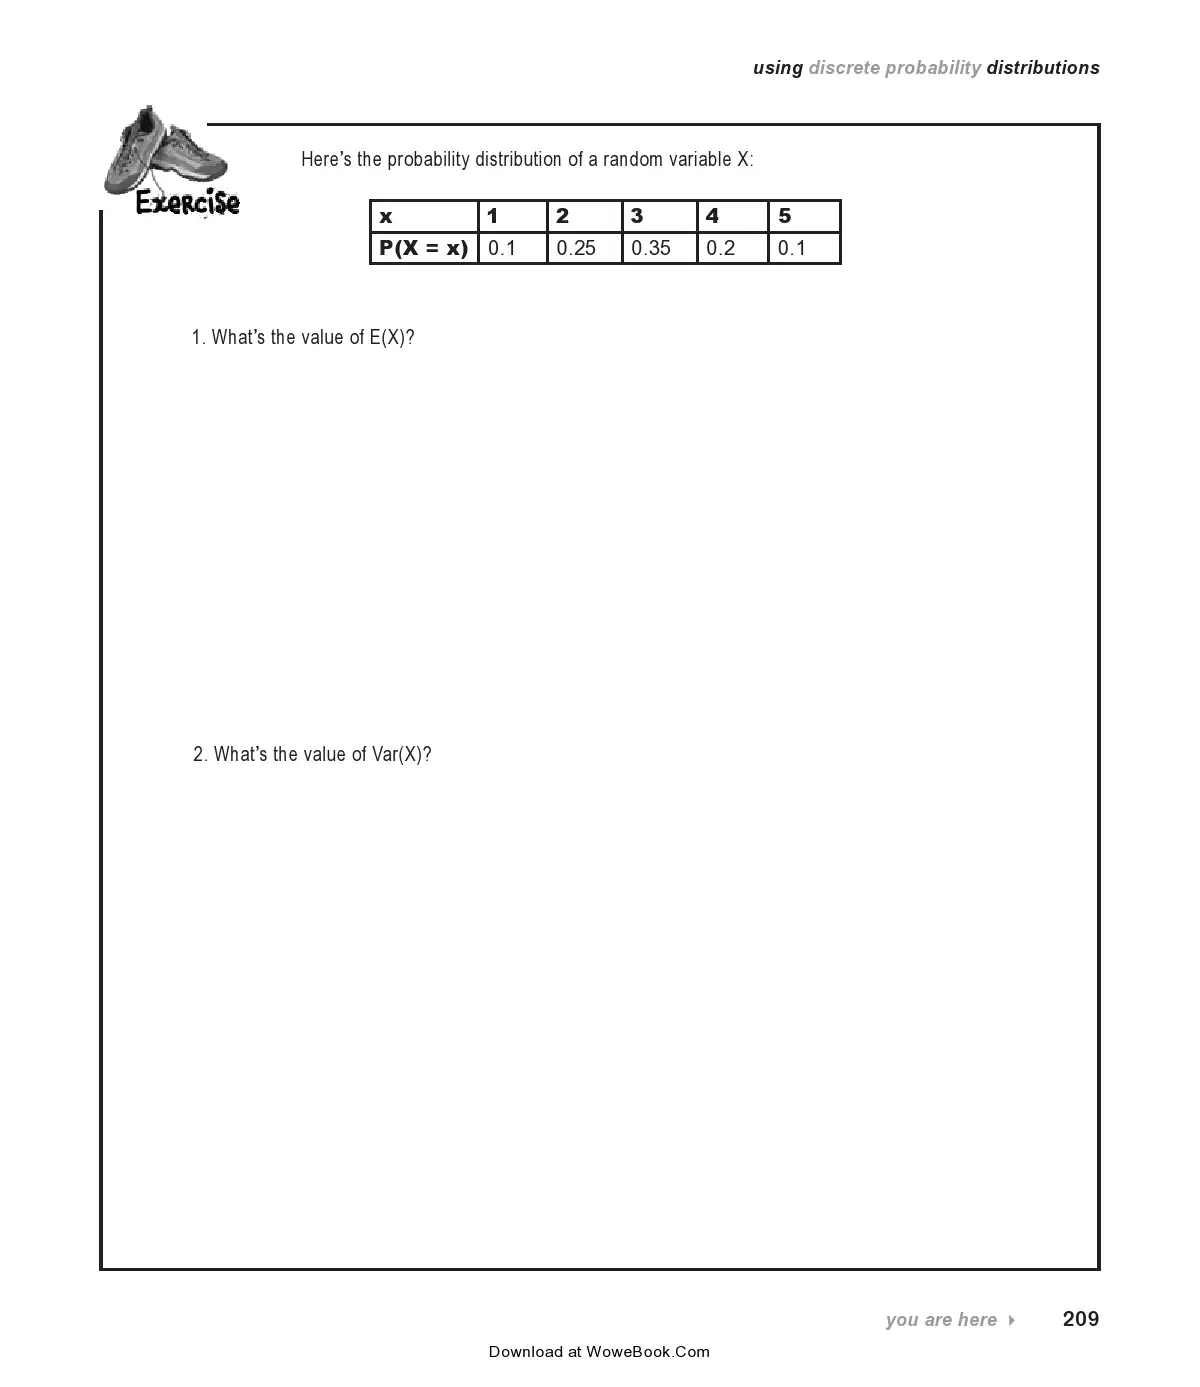 using discrete probability distributions
Exercise
Here’s the probability distribution of a random variable X:
x 1 2 3 4 5
P(X = x) 0.1 0.25 0.35 0.2 0.1
1. What’s the value of E(X)?
2. What’s the value of Var(X)?
you are here 209
Download at WoweBook.Com